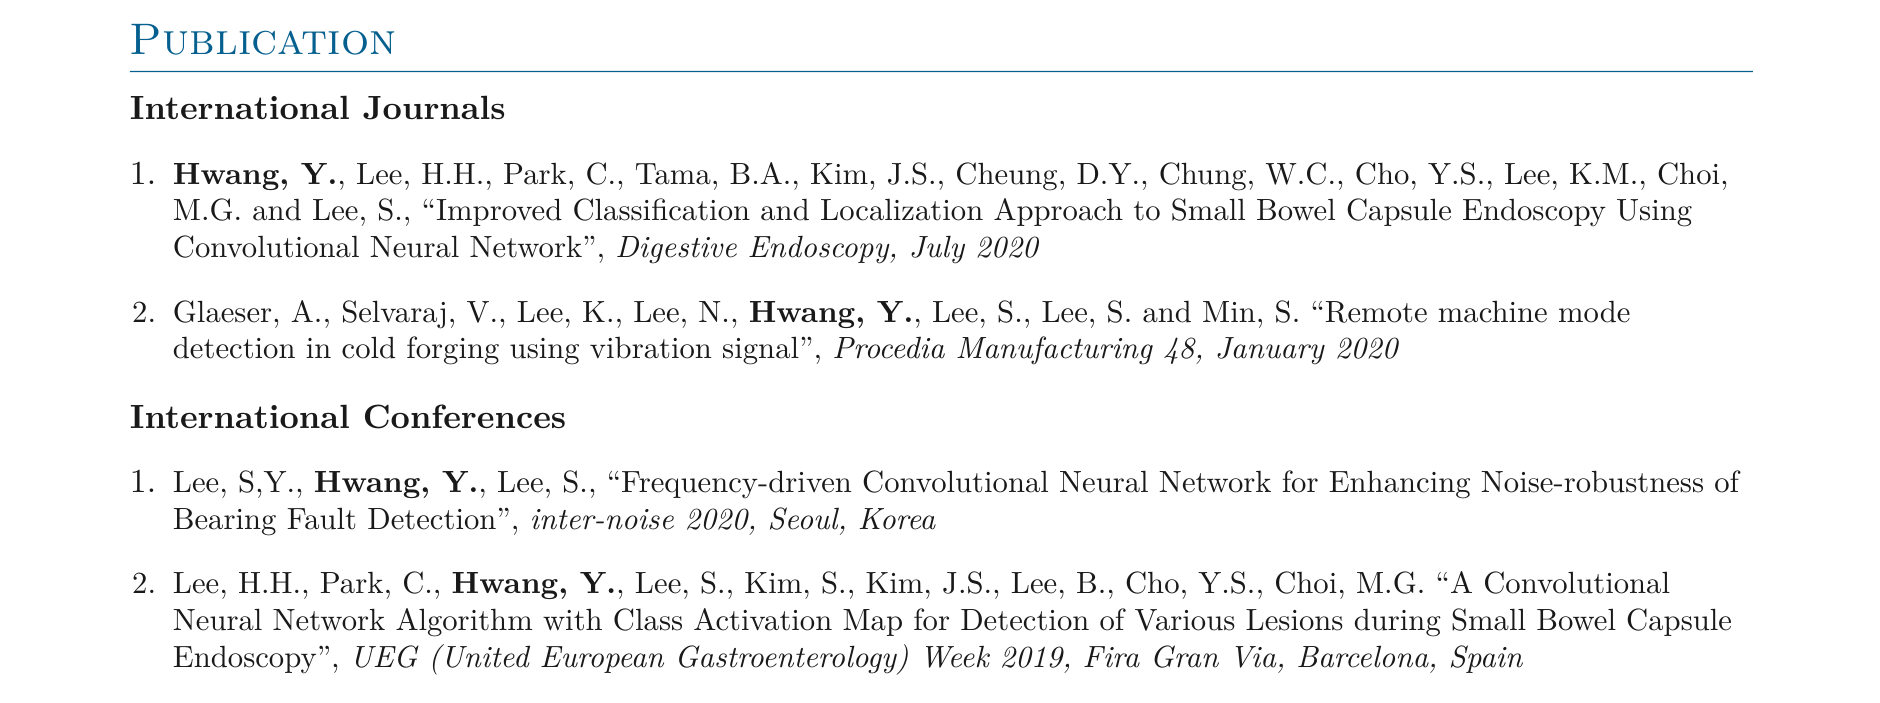 Publication
International Journals
1. Hwang, Y., Lee, H.H., Park, C., Tama, B.A., Kim, J.S., Cheung, D.Y., Chung, W.C., Cho, Y.S., Lee, K.M., Choi,
M.G. and Lee, S., “Improved Classification and Localization Approach to Small Bowel Capsule Endoscopy Using
Convolutional Neural Network”, Digestive Endoscopy, July 2020
2. Glaeser, A., Selvaraj, V., Lee, K., Lee, N., Hwang, Y., Lee, S., Lee, S. and Min, S. “Remote machine mode
detection in cold forging using vibration signal”, Procedia Manufacturing 48, January 2020
International Conferences
1. Lee, S,Y., Hwang, Y., Lee, S., “Frequency-driven Convolutional Neural Network for Enhancing Noise-robustness of
Bearing Fault Detection”, inter-noise 2020, Seoul, Korea
2. Lee, H.H., Park, C., Hwang, Y., Lee, S., Kim, S., Kim, J.S., Lee, B., Cho, Y.S., Choi, M.G. “A Convolutional
Neural Network Algorithm with Class Activation Map for Detection of Various Lesions during Small Bowel Capsule
Endoscopy”, UEG (United European Gastroenterology) Week 2019, Fira Gran Via, Barcelona, Spain